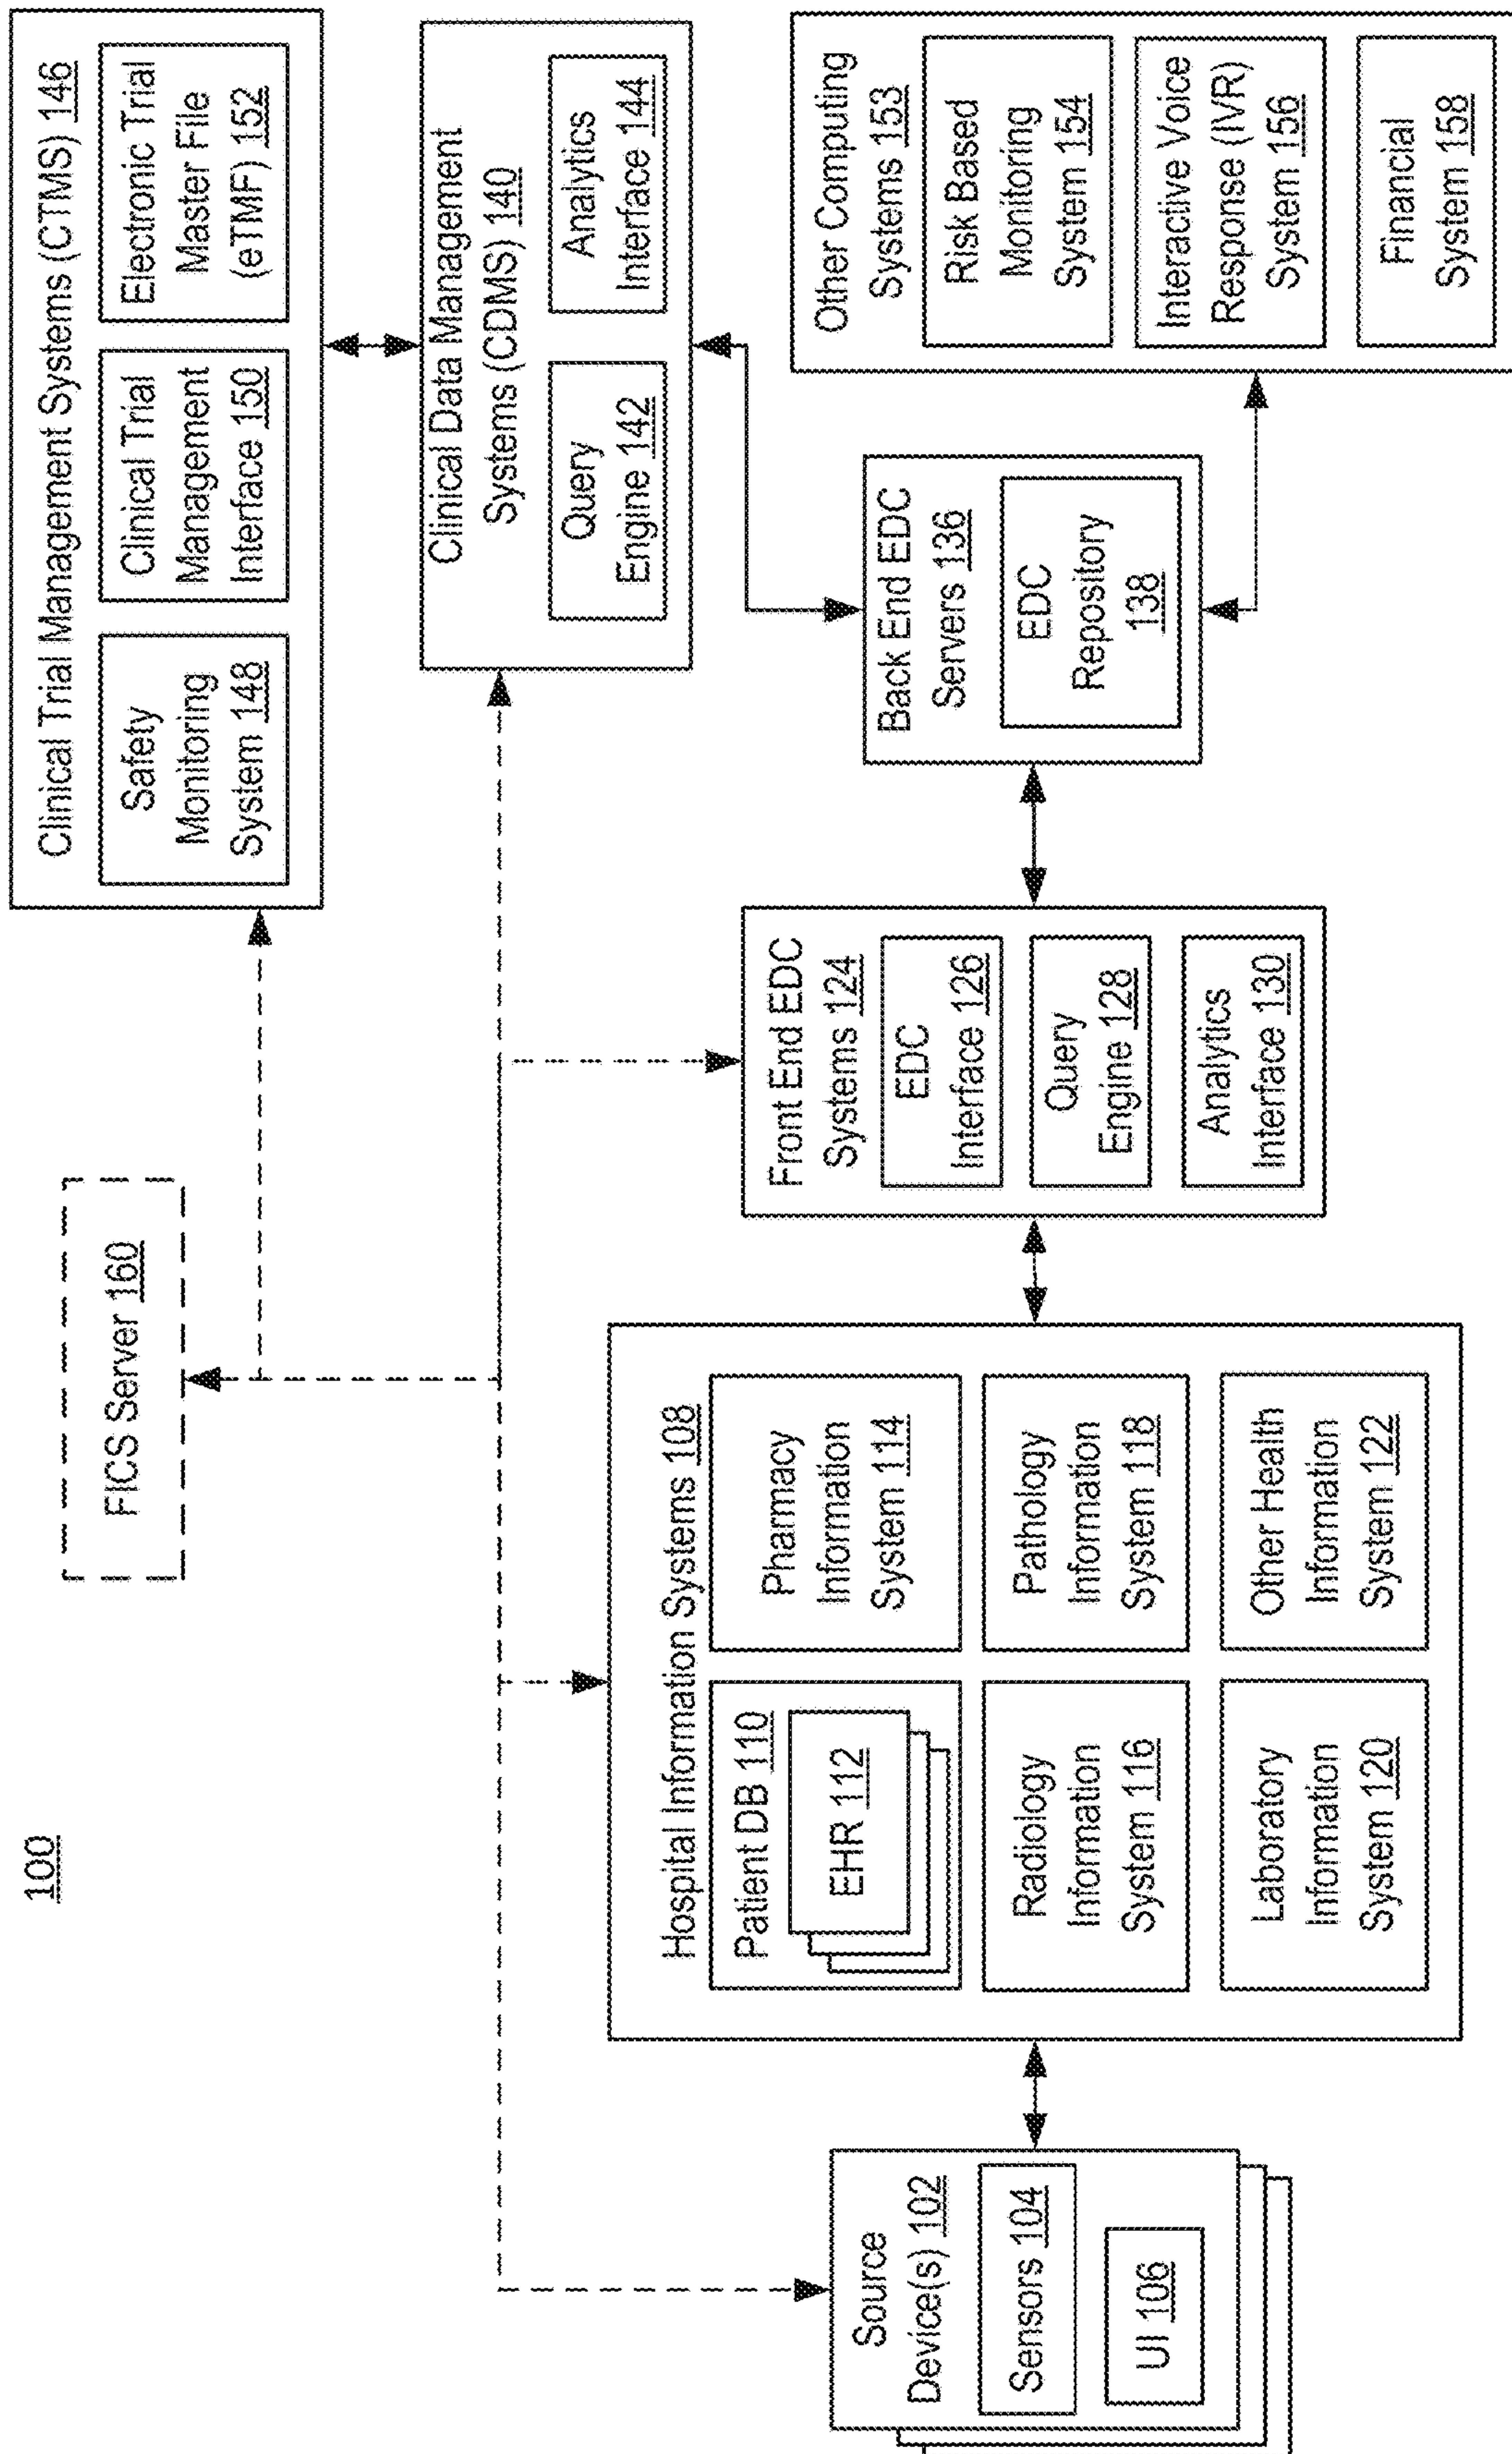 100
FICS Server 160
Clinical Trial Management Systems (CTMS) 146
Safety
Monitoring
System 148
Clinical Trial
Management
Interface 150
Electronic Trial
Master File
(eTMF) 152
Clinical Data Management
Systems (CDMS) 140
Query
Engine 142
Analytics
Interface 144
Source
Device(s) 102
Sensors 104
UI 106
Hospital Information Systems 108
Patient DB 110
EHR 112
Pharmacy
Information
System 114
Radiology
Information
System 116
Pathology
Information
System 118
Laboratory
Information
System 120
Other Health
Information
System 122
Front End EDC
Systems 124
EDC
Interface 126
Query
Engine 128
Analytics
Interface 130
Back End EDC
Servers 136
EDC
Repository
138
Other Computing
Systems 153
Risk Based
Monitoring
System 154
Interactive Voice
Response (IVR)
System 156
Financial
System 158